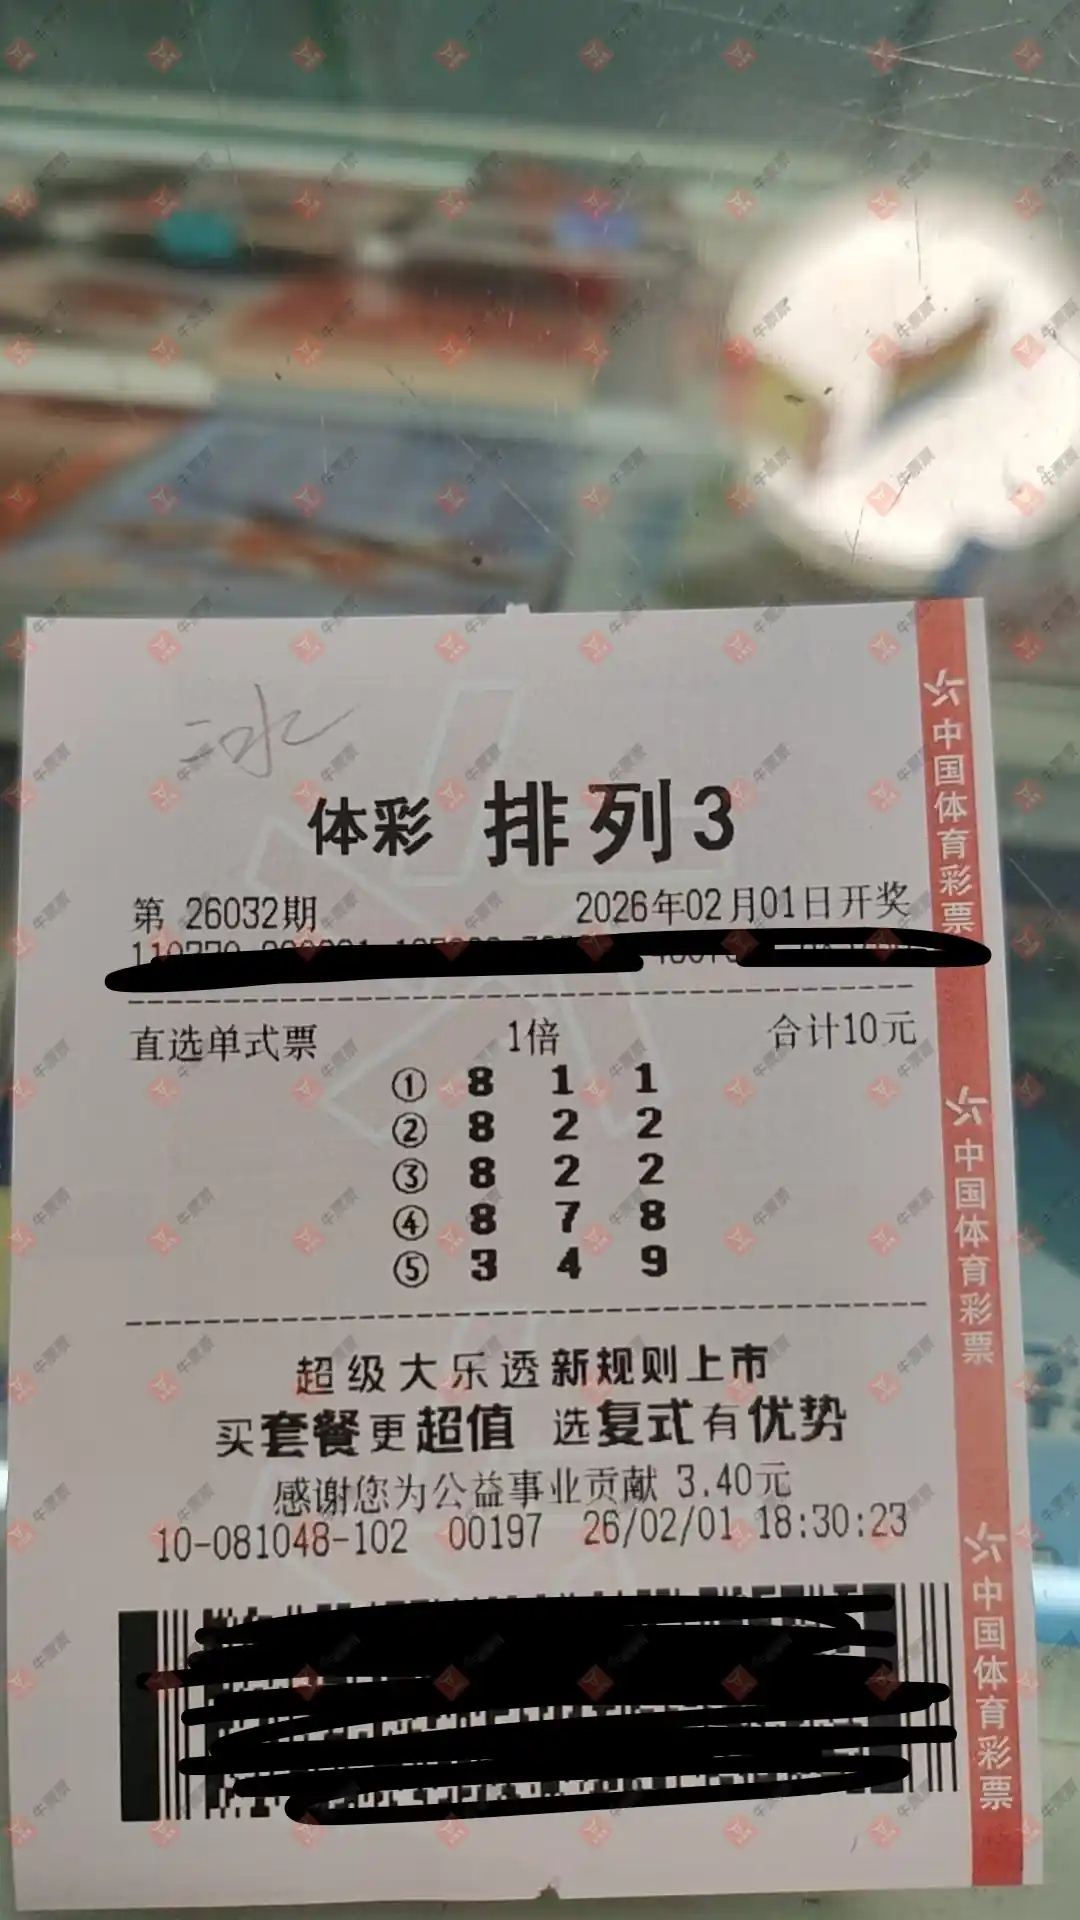 冰
体彩 排列3
第 26032期 2026年02月01日开奖
直选单式票 1倍 合计10元
① 8 1 1
② 8 2 2
③ 8 2 2
④ 8 7 8
⑤ 3 4 9
超级大乐透新规则上市
买套餐更超值 选复式有优势
感谢您为公益事业贡献 3.40元
10-081048-102 00197 26/02/01 18:30:23
中国体育彩票
中国体育彩票
中国体育彩票
牛票票